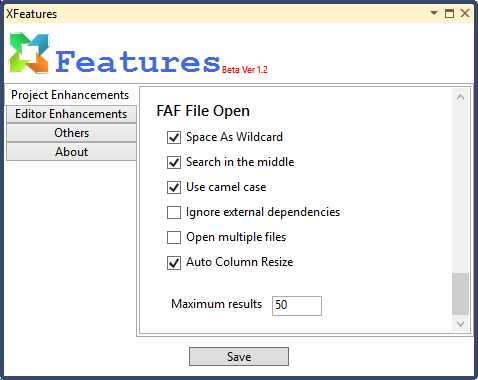 XFeatures
Features Beta Ver 1.2
Project Enhancements
Editor Enhancements
Others
About
FAF File Open
Space As Wildcard
Search in the middle
Use camel case
Ignore external dependencies
Open multiple files
Auto Column Resize
Maximum results 50
Save